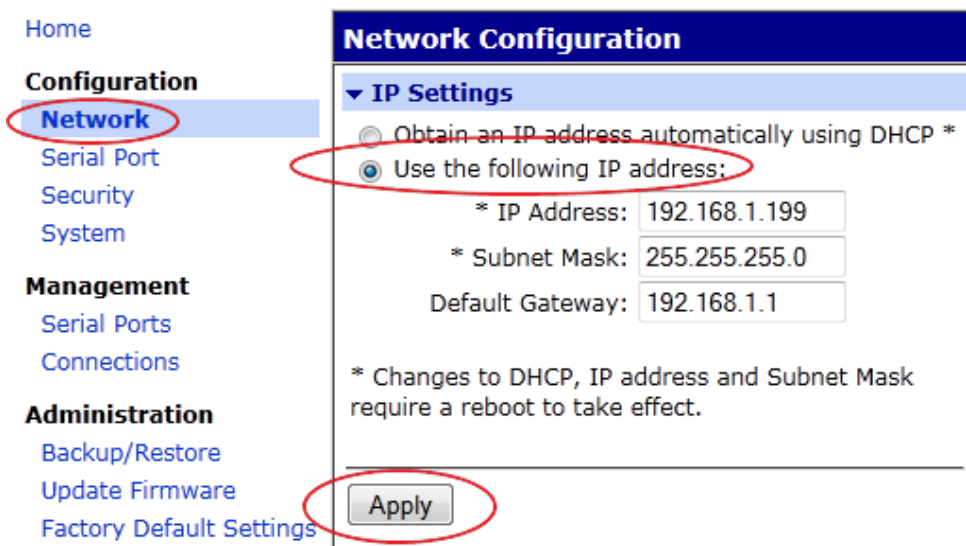 Home
Configuration
Network
Serial Port
Security
System
Management
Serial Ports
Connections
Administration
Backup/Restore
Update Firmware
Factory Default Settings
Network Configuration
IP Settings
Obtain an IP address automatically using DHCP *
Use the following IP address:
* IP Address: 192.168.1.199
* Subnet Mask: 255.255.255.0
Default Gateway: 192.168.1.1
* Changes to DHCP, IP address and Subnet Mask
require a reboot to take effect.
Apply